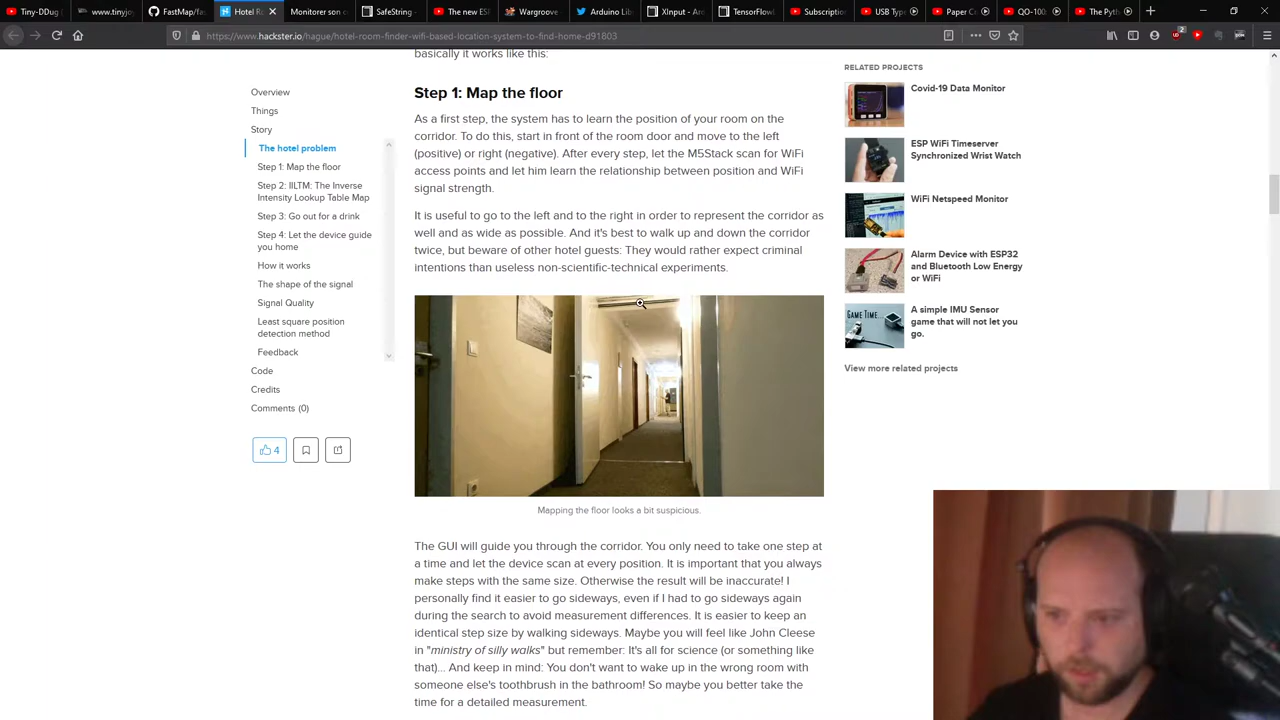 Tiny-DDug
www.tinyjo
FastMap/fas
Hotel Ro
Monitorer son c
SafeString -
The new ESP
Wargroove
Arduino Lib
XInput - Ard
TensorFlowL
Subscription
USB Type
Paper Co
QO-100:
The Pyth
https://www.hackster.io/hague/hotel-room-finder-wifi-based-location-system-to-find-home-d91803
2
basically it works like this:
Step 1: Map the floor
As a first step, the system has to learn the position of your room on the
corridor. To do this, start in front of the room door and move to the left
(positive) or right (negative). After every step, let the M5Stack scan for WiFi
access points and let him learn the relationship between position and WiFi
signal strength.
It is useful to go to the left and to the right in order to represent the corridor as
well and as wide as possible. And it's best to walk up and down the corridor
twice, but beware of other hotel guests: They would rather expect criminal
intentions than useless non-scientific-technical experiments.
Mapping the floor looks a bit suspicious.
The GUI will guide you through the corridor. You only need to take one step at
a time and let the device scan at every position. It is important that you always
make steps with the same size. Otherwise the result will be inaccurate! I
personally find it easier to go sideways, even if I had to go sideways again
during the search to avoid measurement differences. It is easier to keep an
identical step size by walking sideways. Maybe you will feel like John Cleese
in "ministry of silly walks" but remember: It's all for science (or something like
that)... And keep in mind: You don't want to wake up in the wrong room with
someone else's toothbrush in the bathroom! So maybe you better take the
time for a detailed measurement.
Overview
Things
Story
The hotel problem
Step 1: Map the floor
Step 2: IILTM: The Inverse
Intensity Lookup Table Map
Step 3: Go out for a drink
Step 4: Let the device guide
you home
How it works
The shape of the signal
Signal Quality
Least square position
detection method
Feedback
Code
Credits
Comments (0)
4
RELATED PROJECTS
Covid-19 Data Monitor
ESP WiFi Timeserver
Synchronized Wrist Watch
WiFi Netspeed Monitor
Alarm Device with ESP32
and Bluetooth Low Energy
or WiFi
GAME TIME...
A simple IMU Sensor
game that will not let you
go.
View more related projects